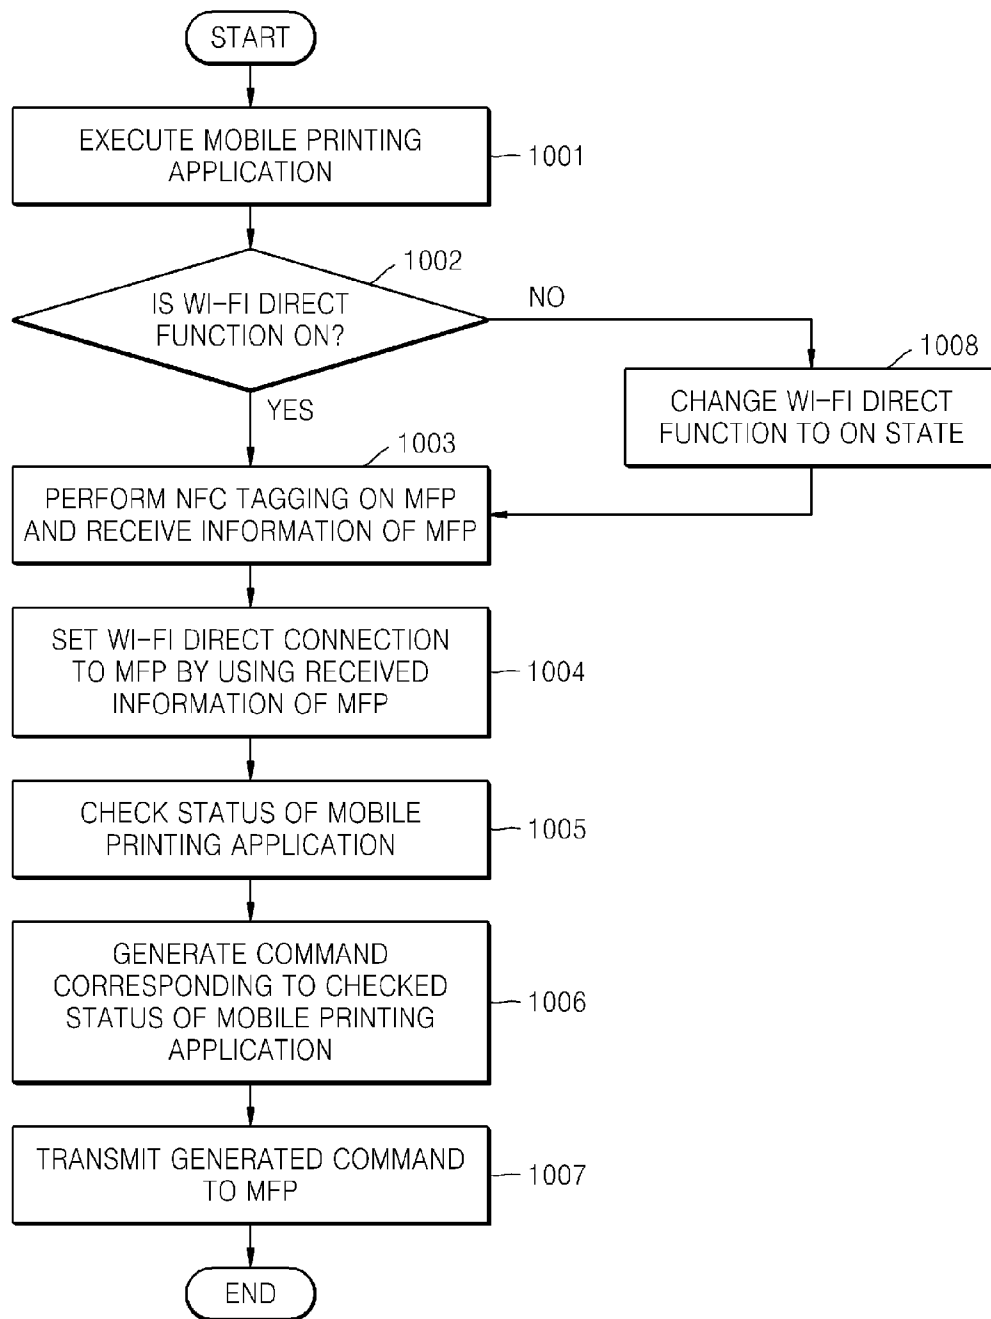 START
EXECUTE MOBILE PRINTING
APPLICATION
1001
1002
IS WI-FI DIRECT
FUNCTION ON?
NO
YES
1008
CHANGE WI-FI DIRECT
FUNCTION TO ON STATE
1003
PERFORM NFC TAGGING ON MFP
AND RECEIVE INFORMATION OF MFP
SET WI-FI DIRECT CONNECTION
TO MFP BY USING RECEIVED
INFORMATION OF MFP
1004
CHECK STATUS OF MOBILE
PRINTING APPLICATION
1005
GENERATE COMMAND
CORRESPONDING TO CHECKED
STATUS OF MOBILE PRINTING
APPLICATION
1006
TRANSMIT GENERATED COMMAND
TO MFP
1007
END